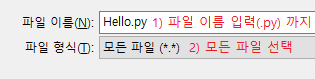 파일 이름(N): Hello.py 1) 파일 이름 입력(.py) 까지
파일 형식(T): 모든 파일 (*.*) 2) 모든 파일 선택